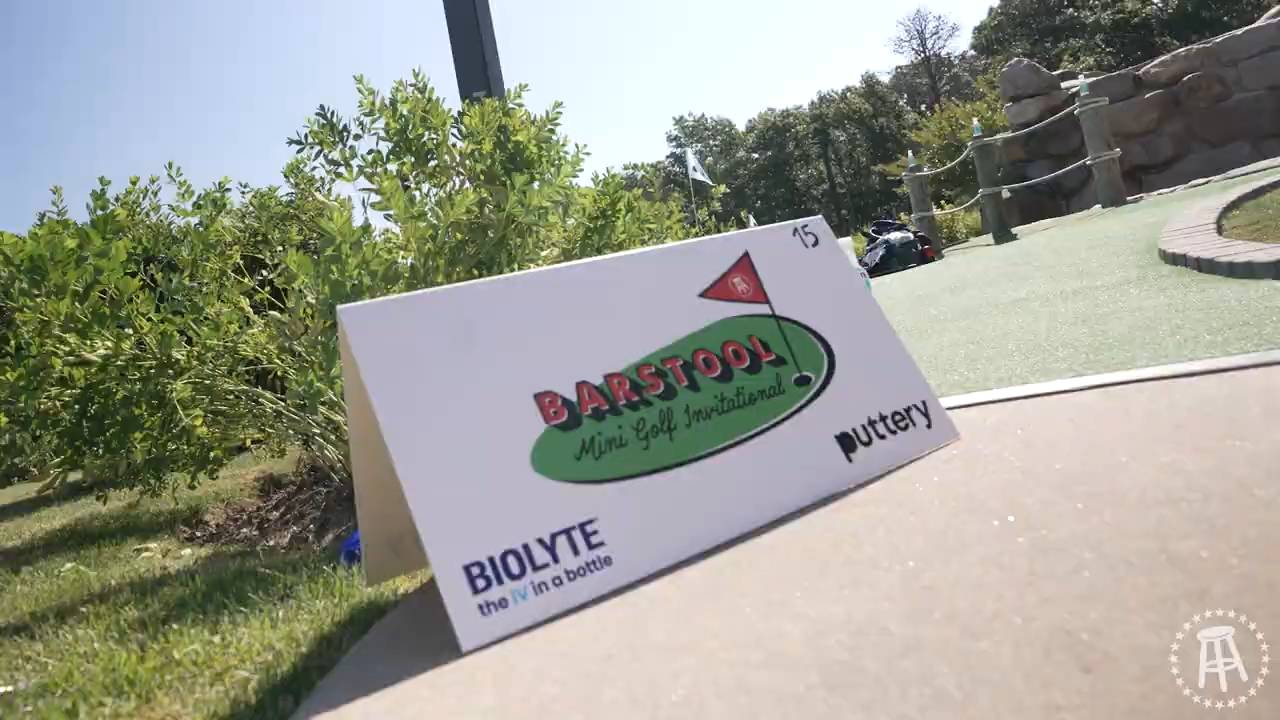 15
BARSTOOL
Mini Golf Invitational
puttery
BIOLYTE
the IV in a bottle